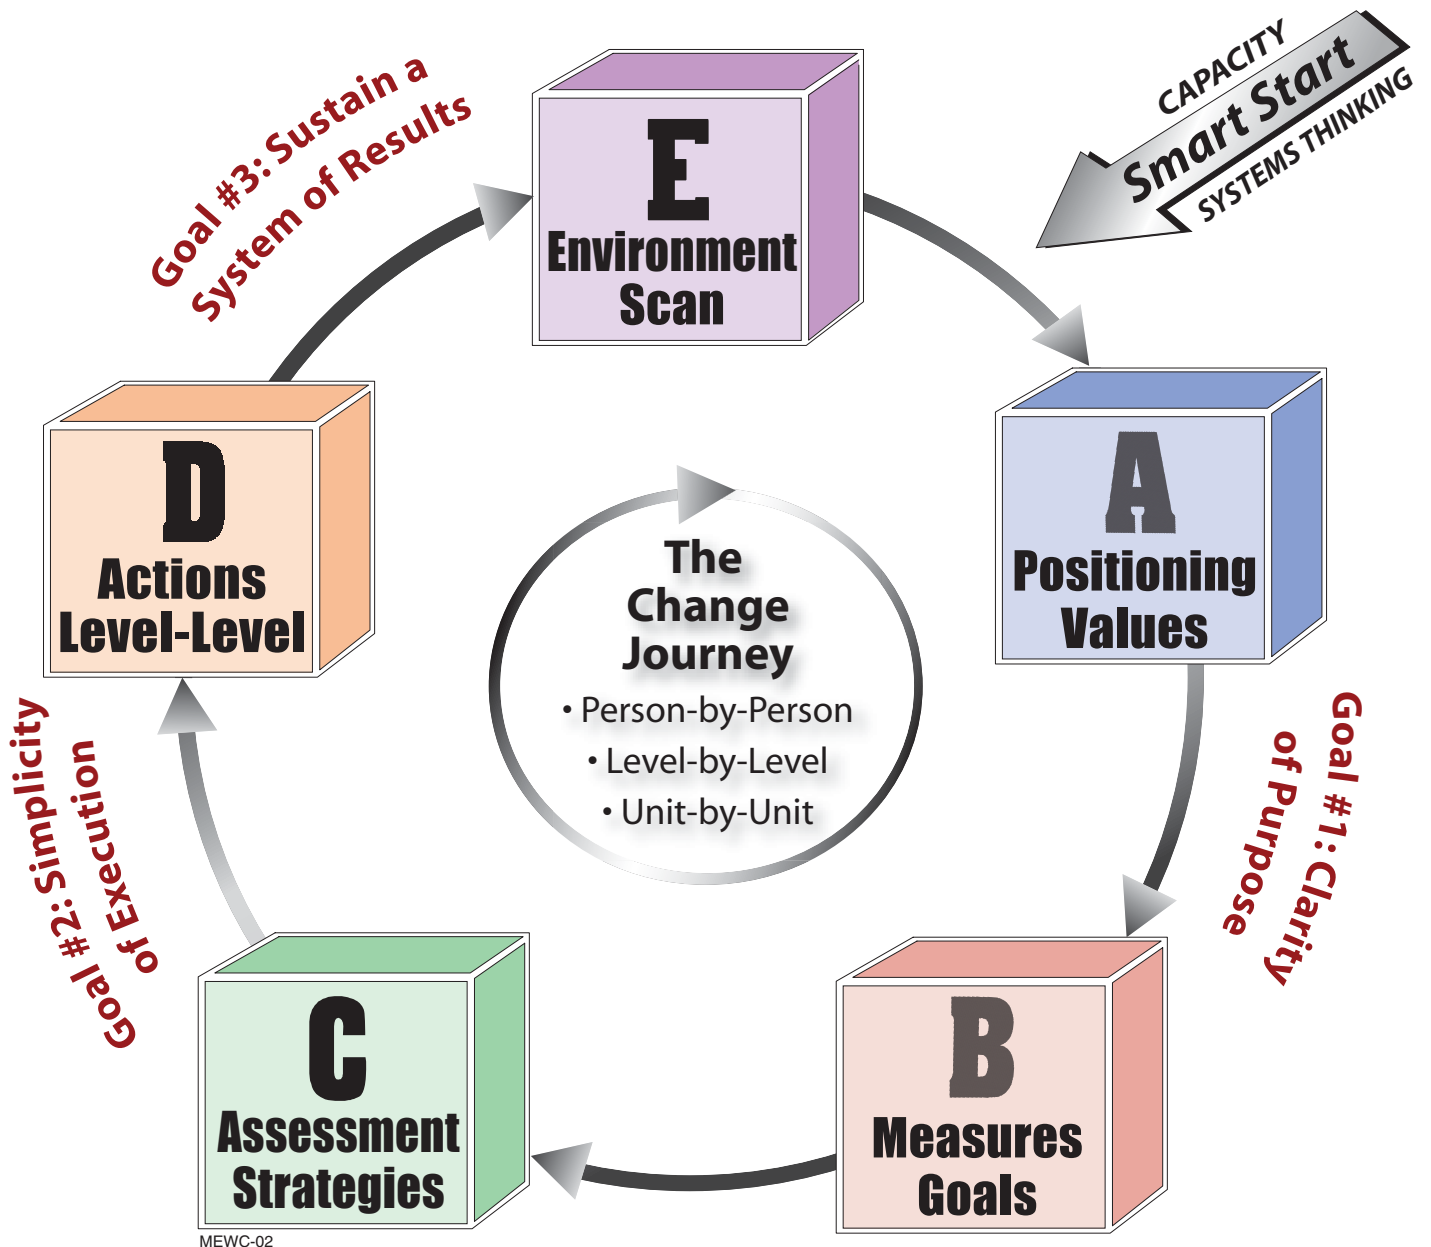 CAPACITY
Smart Start
SYSTEMS THINKING
Goal #3: Sustain a
System of Results
E
Environment
Scan
A
Positioning
Values
D
Actions
Level-Level
The
Change
Journey
• Person-by-Person
• Level-by-Level
• Unit-by-Unit
Goal #1: Clarity
of Purpose
Goal #2: Simplicity
of Execution
B
Measures
Goals
C
Assessment
Strategies
MEWC-02